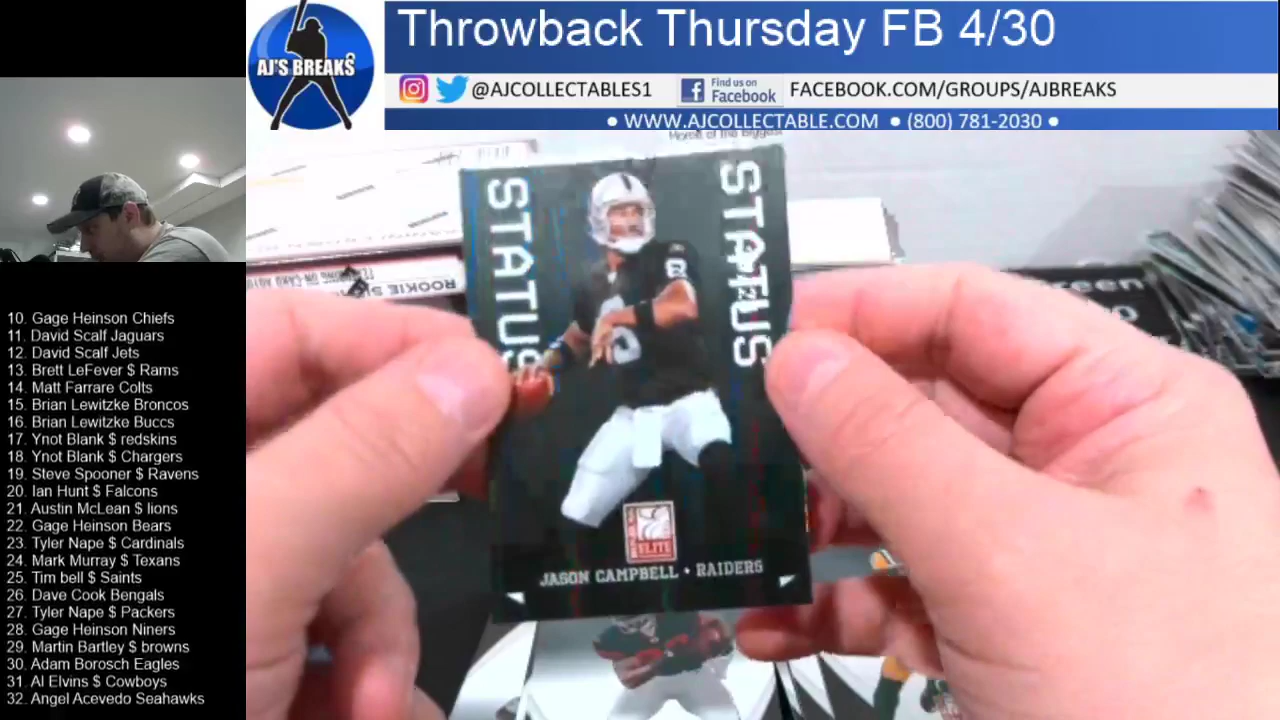 AJ'S BREAKS
Throwback Thursday FB 4/30
@AJCOLLECTABLES1
Find us on
Facebook
FACEBOOK.COM/GROUPS/AJBREAKS
• WWW.AJCOLLECTABLE.COM • (800) 781-2030 •
STATUS
STATUS
ELITE
JASON CAMPBELL • RAIDERS
10. Gage Heinson Chiefs
11. David Scalf Jaguars
12. David Scalf Jets
13. Brett LeFever $ Rams
14. Matt Farrare Colts
15. Brian Lewitzke Broncos
16. Brian Lewitzke Buccs
17. Ynot Blank $ redskins
18. Ynot Blank $ Chargers
19. Steve Spooner $ Ravens
20. Ian Hunt $ Falcons
21. Austin McLean $ lions
22. Gage Heinson Bears
23. Tyler Nape $ Cardinals
24. Mark Murray $ Texans
25. Tim bell $ Saints
26. Dave Cook Bengals
27. Tyler Nape $ Packers
28. Gage Heinson Niners
29. Martin Bartley $ browns
30. Adam Borosch Eagles
31. Al Elvins $ Cowboys
32. Angel Acevedo Seahawks